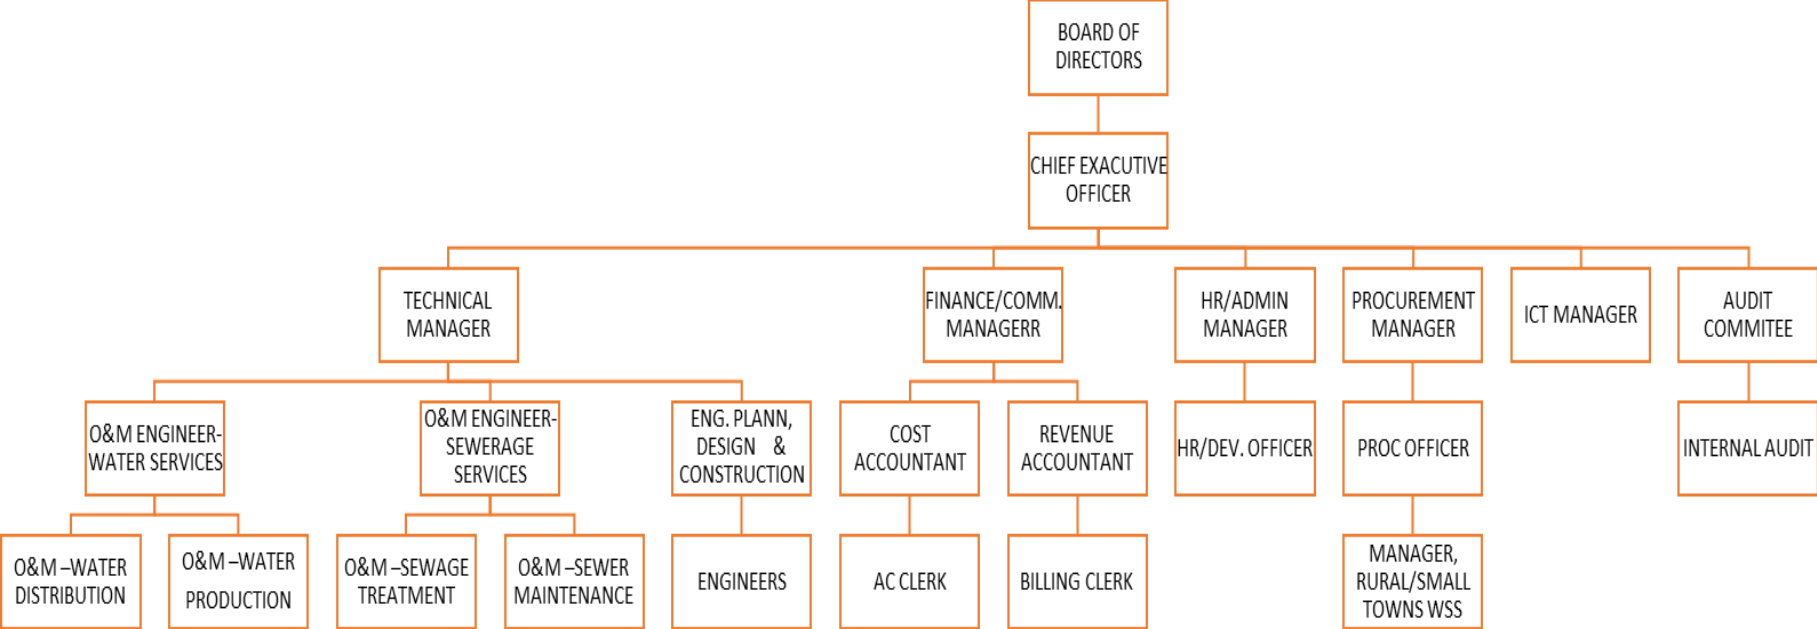 BOARD OF
DIRECTORS
CHIEF EXACUTIVE
OFFICER
TECHNICAL
MANAGER
FINANCE/COMM.
MANAGERR
HR/ADMIN
MANAGER
PROCUREMENT
MANAGER
ICT MANAGER
AUDIT
COMMITEE
O&M ENGINEER-
WATER SERVICES
O&M ENGINEER-
SEWERAGE
SERVICES
ENG. PLANN,
DESIGN &
CONSTRUCTION
COST
ACCOUNTANT
REVENUE
ACCOUNTANT
HR/DEV. OFFICER
PROC OFFICER
INTERNAL AUDIT
O&M –WATER
DISTRIBUTION
O&M –WATER
PRODUCTION
O&M –SEWAGE
TREATMENT
O&M –SEWER
MAINTENANCE
ENGINEERS
AC CLERK
BILLING CLERK
MANAGER,
RURAL/SMALL
TOWNS WSS